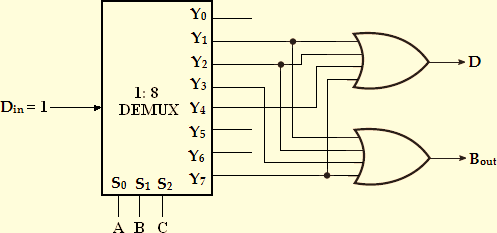 Y0
Y1
Y2
Y3
Y4
Y5
Y6
Y7
1: 8
DEMUX
Din = 1
S0 S1 S2
A B C
D
Bout